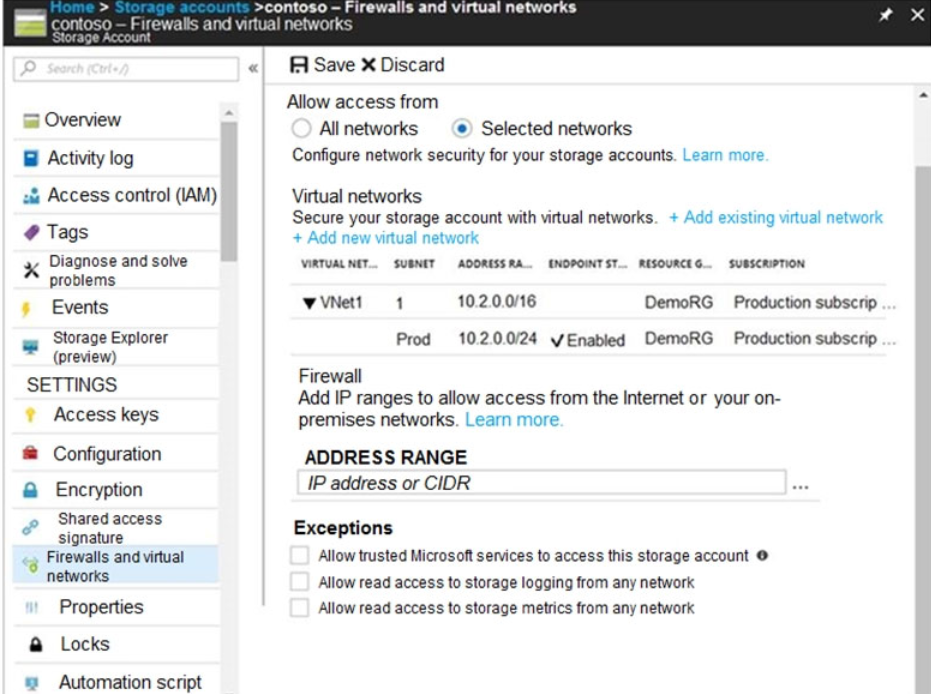 Home > Storage accounts >contoso – Firewalls and virtual networks
contoso – Firewalls and virtual networks
Storage Account
Search (Ctrl+/)
«
Overview
Activity log
Access control (IAM)
Tags
Diagnose and solve
problems
Events
Storage Explorer
(preview)
SETTINGS
Access keys
Configuration
Encryption
Shared access
signature
Firewalls and virtual
networks
Properties
Locks
Automation script
Save Discard
Allow access from
All networks Selected networks
Configure network security for your storage accounts. Learn more.
Virtual networks
Secure your storage account with virtual networks. + Add existing virtual network
+ Add new virtual network
VIRTUAL NET... SUBNET ADDRESS RA... ENDPOINT ST... RESOURCE G... SUBSCRIPTION
VNet1 1 10.2.0.0/16 DemoRG Production subscrip ...
Prod 10.2.0.0/24 Enabled DemoRG Production subscrip ...
Firewall
Add IP ranges to allow access from the Internet or your on-
premises networks. Learn more.
ADDRESS RANGE
IP address or CIDR ...
Exceptions
Allow trusted Microsoft services to access this storage account
Allow read access to storage logging from any network
Allow read access to storage metrics from any network